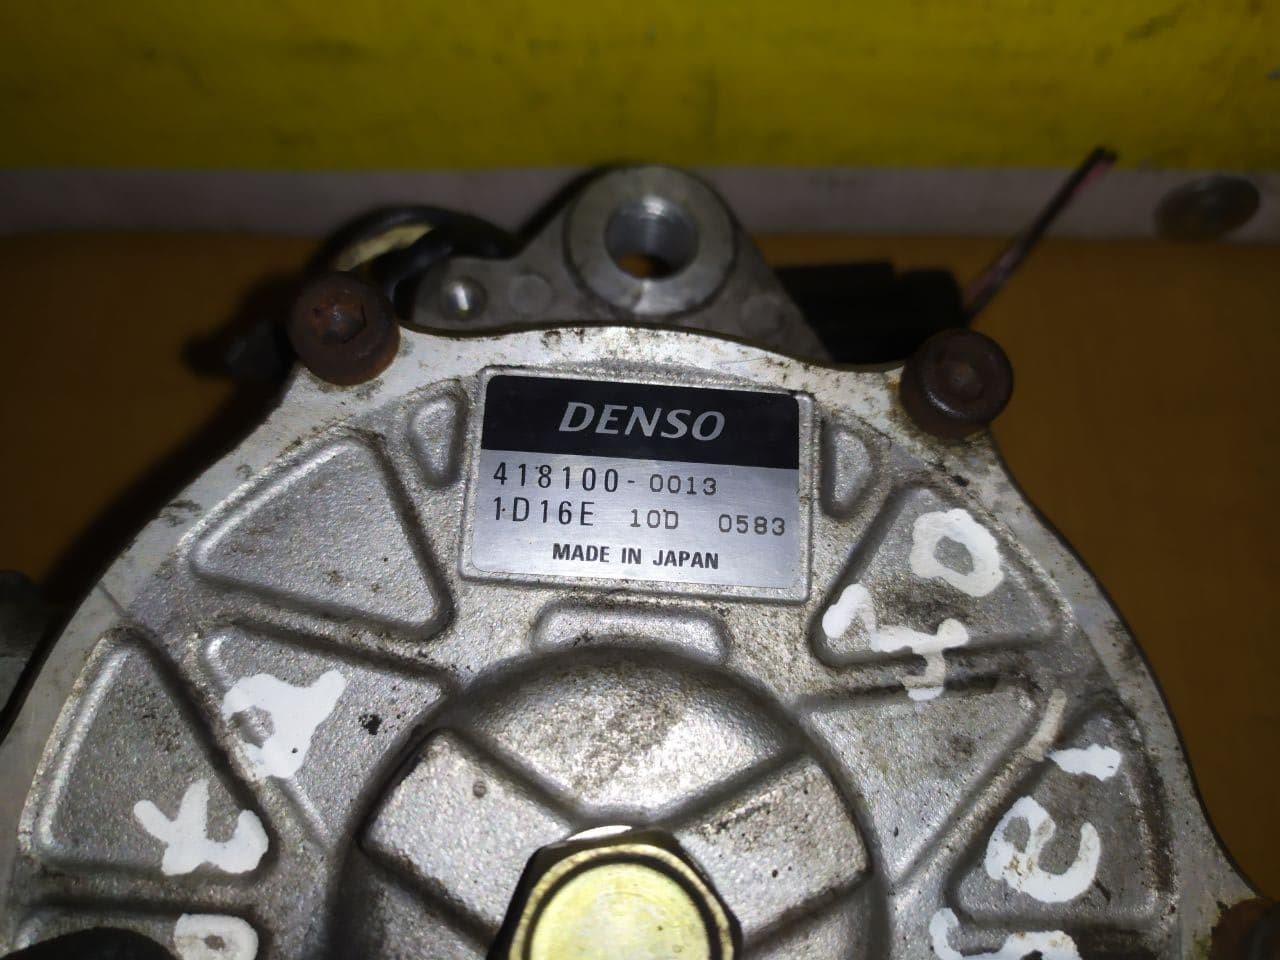 DENSO
418100-0013
1D16E 10D 0583
MADE IN JAPAN